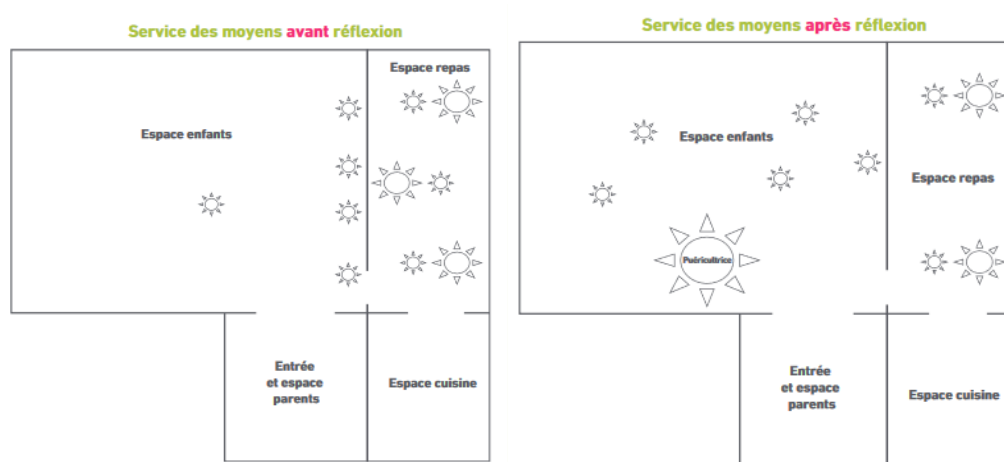 Service des moyens avant réflexion
Espace repas
Espace enfants
Entrée
et espace
parents
Espace cuisine
Service des moyens après réflexion
Espace enfants
Espace repas
Puéricultrice
Entrée
et espace
parents
Espace cuisine